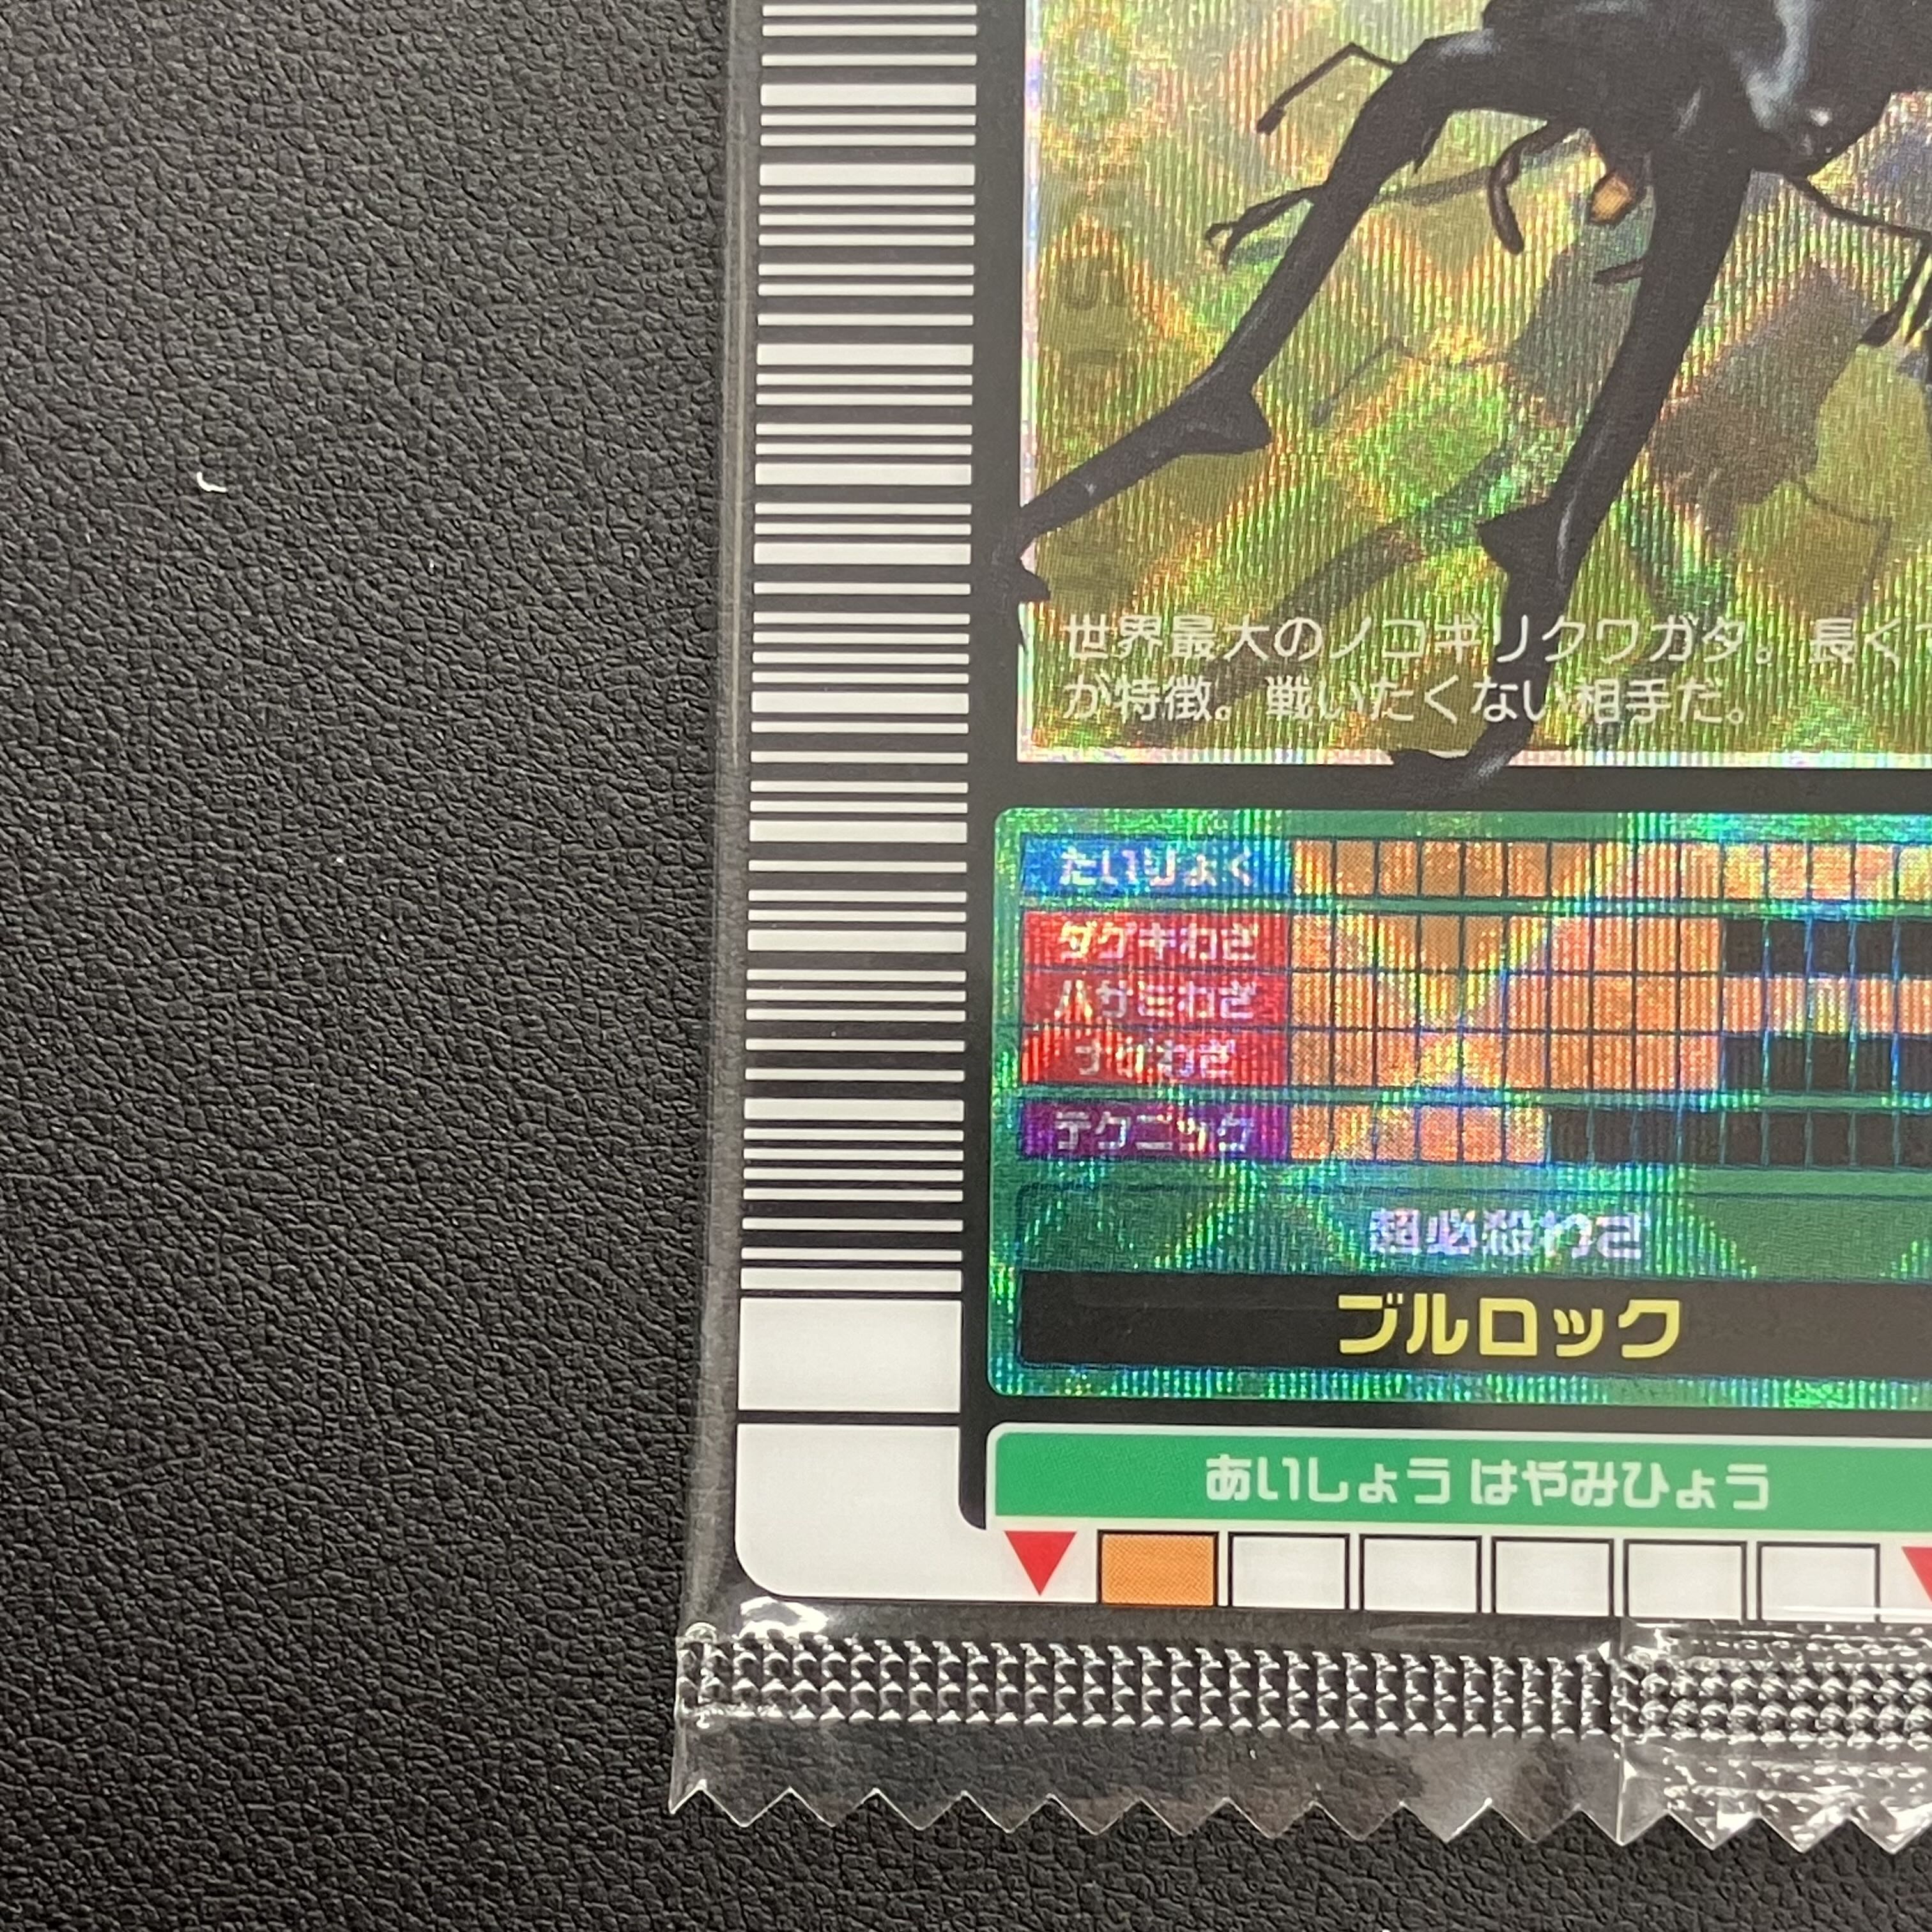 世界最大のノコギリクワガタ。長く
が特徴。戦いたくない相手だ。
たいりょく
ダゲキわざ
ハサミわざ
ナゲわざ
テクニック
超必殺わざ
ブルロック
あいしょう はやみひょう